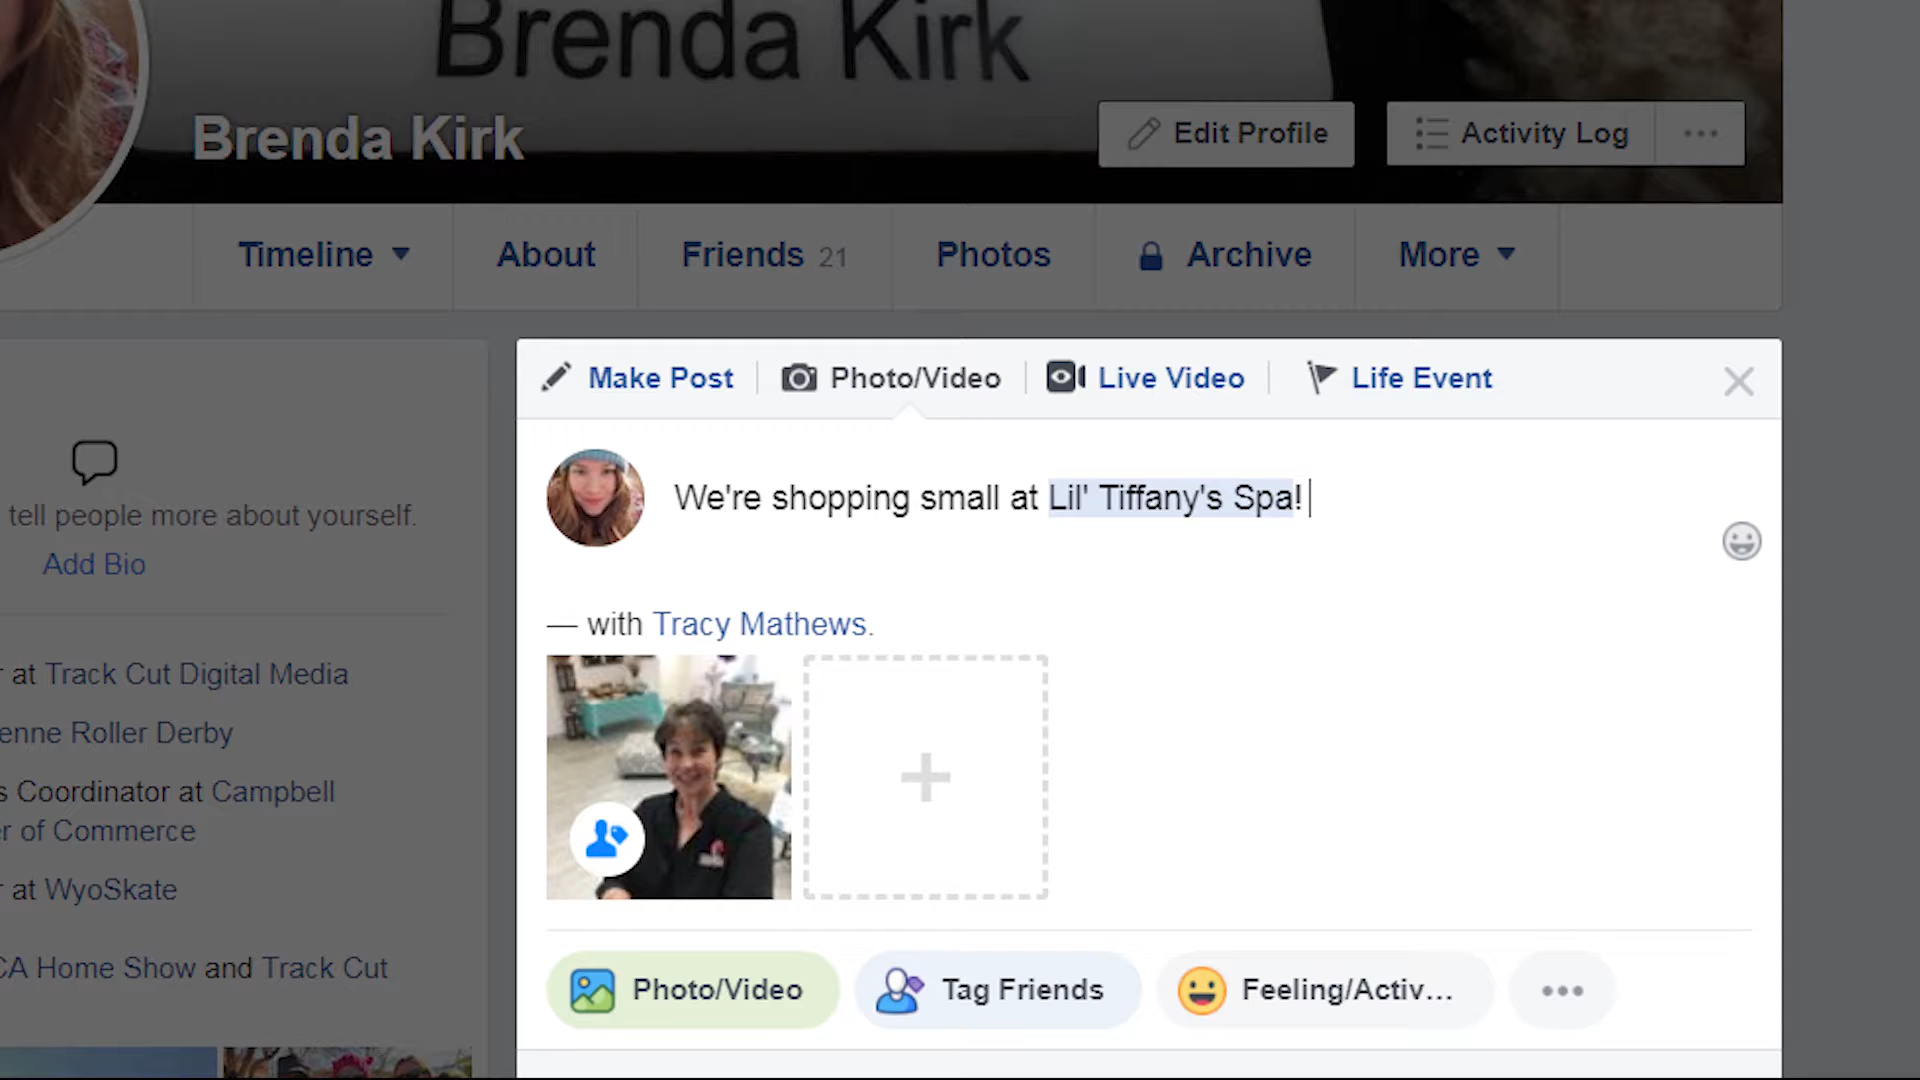 Brenda Kirk
Brenda Kirk
Edit Profile
Activity Log
Timeline
About
Friends 21
Photos
Archive
More
Make Post
Photo/Video
Live Video
Life Event
tell people more about yourself.
Add Bio
We're shopping small at Lil' Tiffany's Spa!
— with Tracy Mathews.
at Track Cut Digital Media
enne Roller Derby
s Coordinator at Campbell
r of Commerce
at WyoSkate
CA Home Show and Track Cut
Photo/Video
Tag Friends
Feeling/Activ...